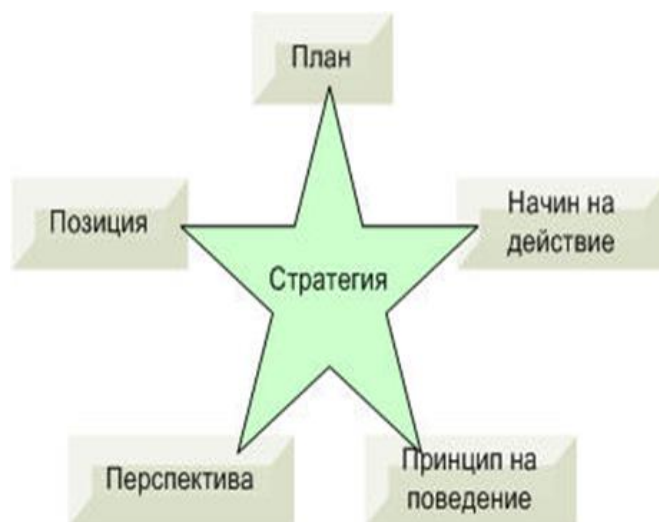 План
Позиция
Начин на
действие
Стратегия
Перспектива
Принцип на
поведение